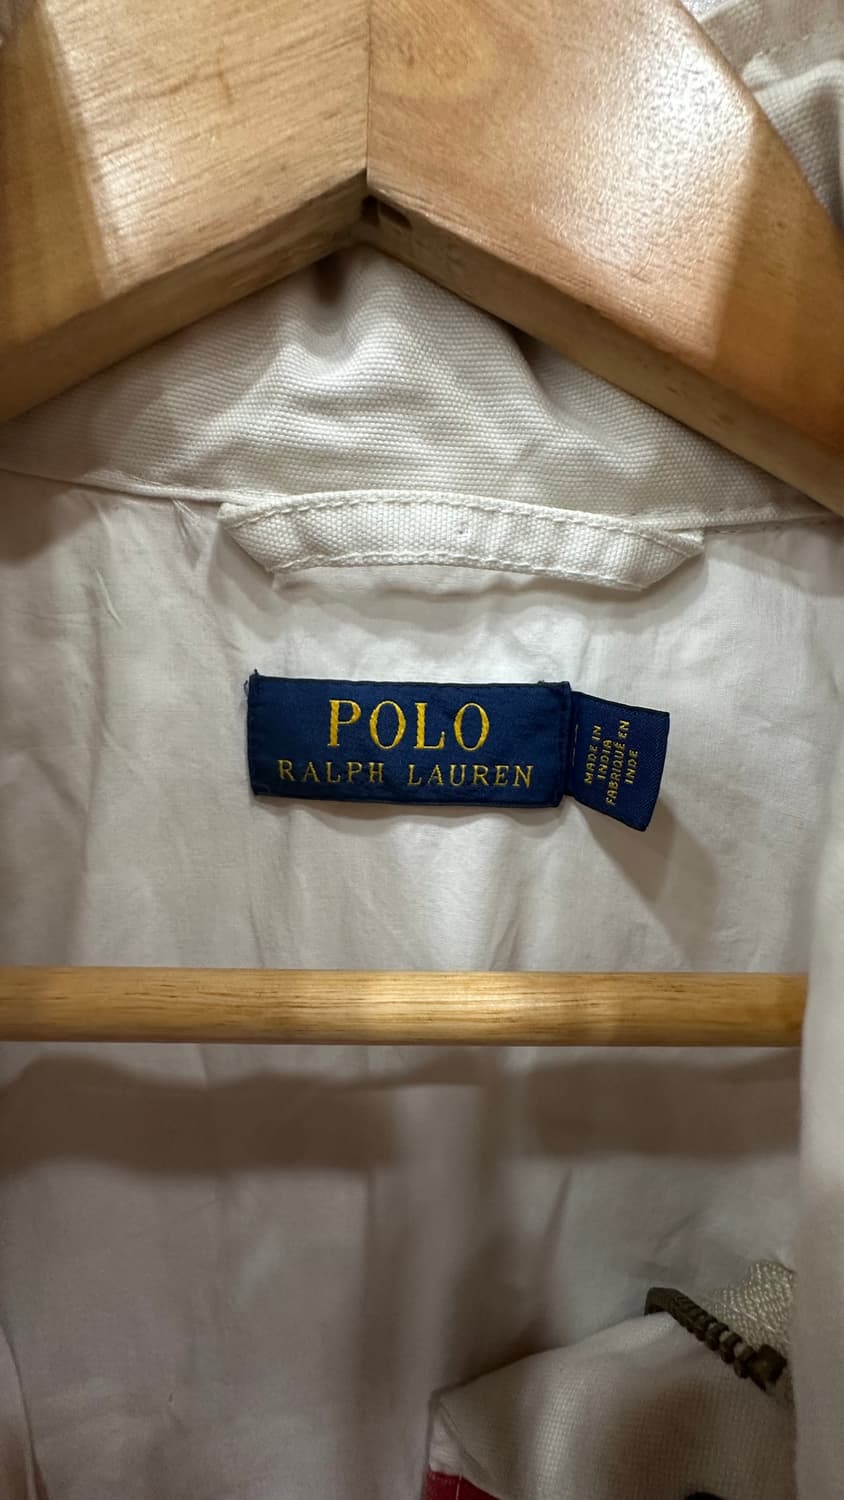 POLO
RALPH LAUREN
MADE IN
INDIA
FABRIQUÉ EN
INDE